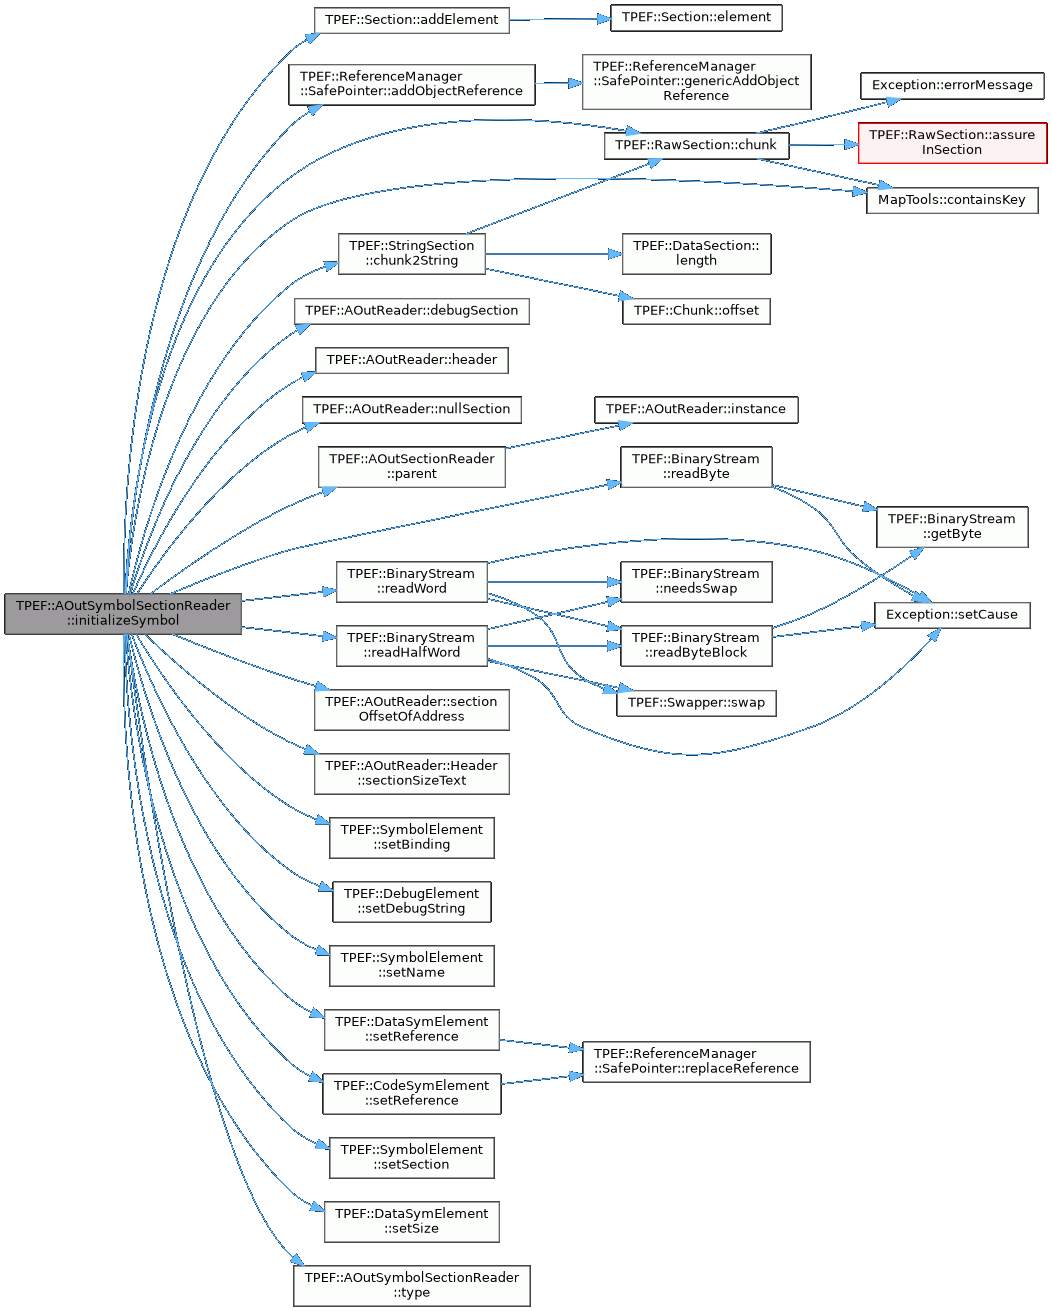 TPEF::Section::addElement
TPEF::Section::element
TPEF::ReferenceManager
::SafePointer::addObjectReference
TPEF::ReferenceManager
::SafePointer::genericAddObject
Reference
Exception::errorMessage
TPEF::RawSection::chunk
TPEF::RawSection::assure
InSection
MapTools::containsKey
TPEF::StringSection
::chunk2String
TPEF::DataSection::
length
TPEF::Chunk::offset
TPEF::AOutReader::debugSection
TPEF::AOutReader::header
TPEF::AOutReader::nullSection
TPEF::AOutReader::instance
TPEF::AOutSectionReader
::parent
TPEF::BinaryStream
::readByte
TPEF::BinaryStream
::getByte
TPEF::BinaryStream
::readWord
TPEF::BinaryStream
::needsSwap
TPEF::AOutSymbolSectionReader
::initializeSymbol
Exception::setCause
TPEF::BinaryStream
::readHalfWord
TPEF::BinaryStream
::readByteBlock
TPEF::AOutReader::section
OffsetOfAddress
TPEF::Swapper::swap
TPEF::AOutReader::Header
::sectionSizeText
TPEF::SymbolElement
::setBinding
TPEF::DebugElement
::setDebugString
TPEF::SymbolElement
::setName
TPEF::DataSymElement
::setReference
TPEF::ReferenceManager
::SafePointer::replaceReference
TPEF::CodeSymElement
::setReference
TPEF::SymbolElement
::setSection
TPEF::DataSymElement
::setSize
TPEF::AOutSymbolSectionReader
::type